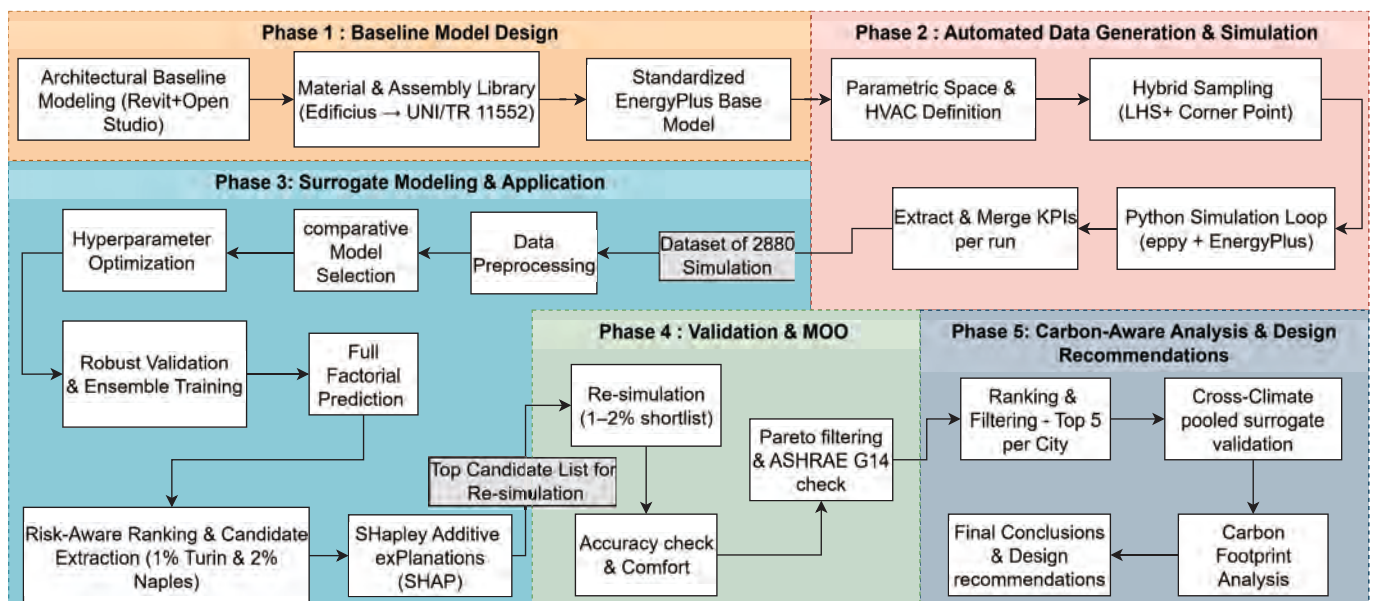 Phase 1 : Baseline Model Design
Architectural Baseline
Modeling (Revit+Open
Studio)
Material & Assembly Library
(Edificius → UNI/TR 11552)
Standardized
EnergyPlus Base
Model
Phase 2 : Automated Data Generation & Simulation
Parametric Space &
HVAC Definition
Hybrid Sampling
(LHS+ Corner Point)
Python Simulation Loop
(eppy + EnergyPlus)
Extract & Merge KPIs
per run
Phase 3: Surrogate Modeling & Application
Dataset of 2880
Simulation
Data
Preprocessing
comparative
Model
Selection
Hyperparameter
Optimization
Robust Validation
& Ensemble Training
Full
Factorial
Prediction
Risk-Aware Ranking & Candidate
Extraction (1% Turin & 2%
Naples)
SHapley Additive
exPlanations
(SHAP)
Top Candidate List for
Re-simulation
Phase 4 : Validation & MOO
Re-simulation
(1–2% shortlist)
Accuracy check
& Comfort
Pareto filtering
& ASHRAE G14
check
Phase 5: Carbon-Aware Analysis & Design
Recommendations
Ranking &
Filtering - Top 5
per City
Cross-Climate
pooled surrogate
validation
Carbon
Footprint
Analysis
Final Conclusions
& Design
recommendations